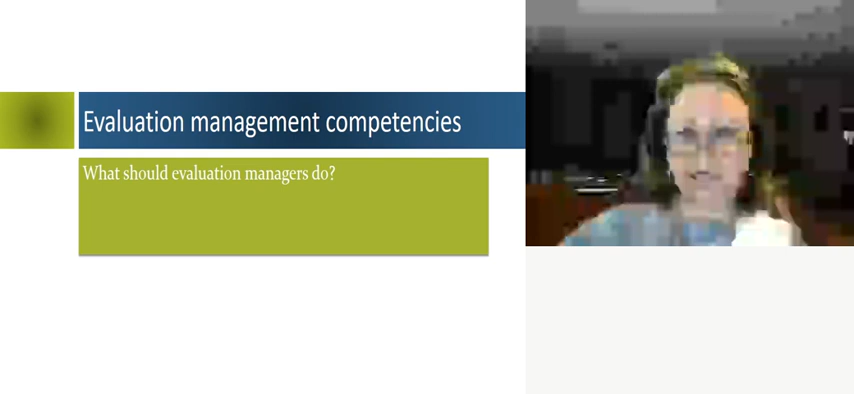 Evaluation management competencies
What should evaluation managers do?